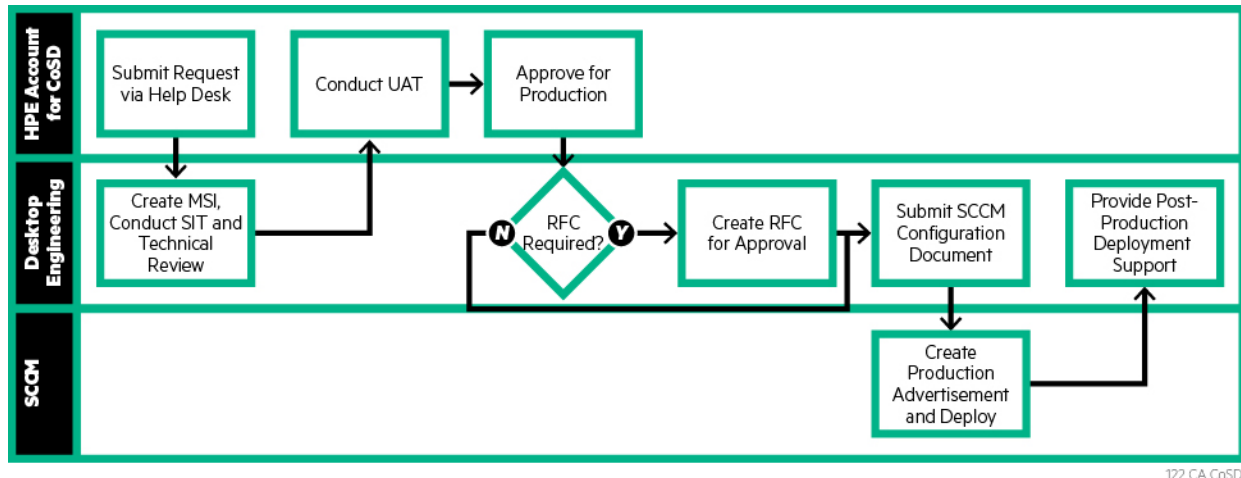 HPE Account
for CoSD
Submit Request
via Help Desk
Conduct UAT
Approve for
Production
Desktop
Engineering
Create MSI,
Conduct SIT and
Technical
Review
N
RFC
Required?
Y
Create RFC
for Approval
Submit SCCM
Configuration
Document
Provide Post-
Production
Deployment
Support
SCCM
Create
Production
Advertisement
and Deploy
122 CA CoSD